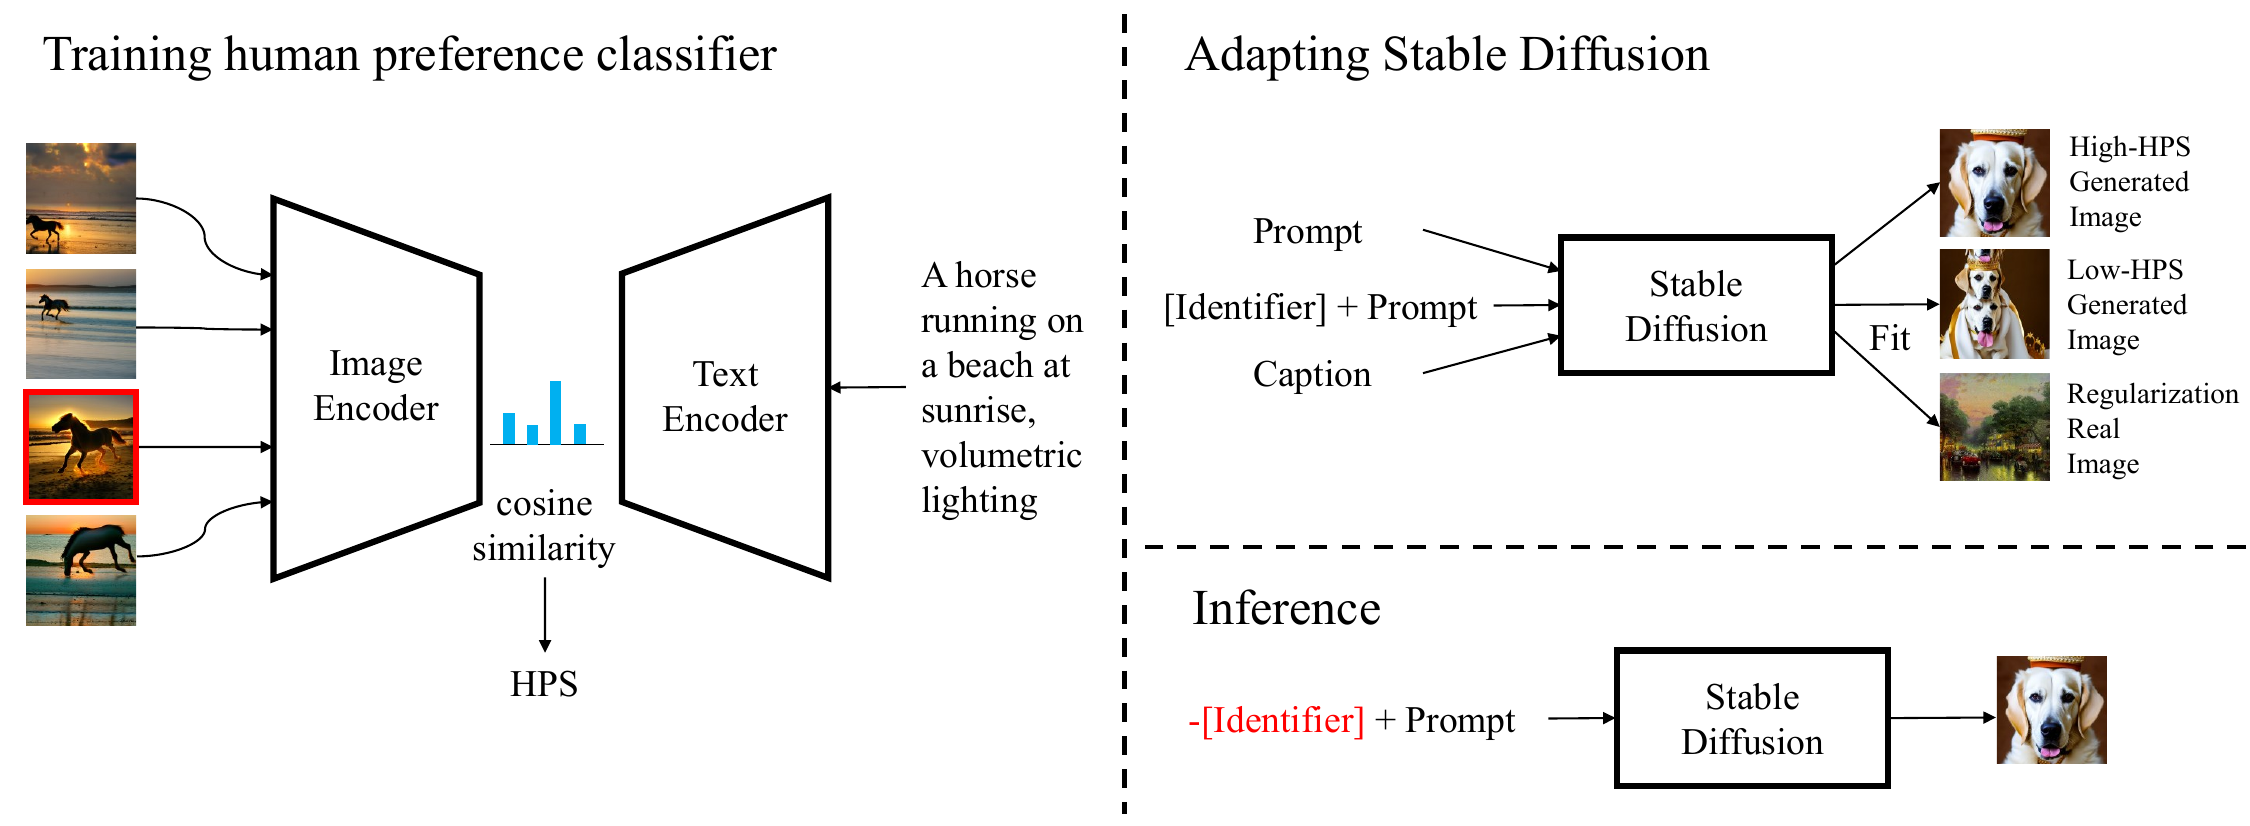 Training human preference classifier
Image
Encoder
cosine
similarity
HPS
Text
Encoder
A horse
running on
a beach at
sunrise,
volumetric
lighting
Adapting Stable Diffusion
Prompt
[Identifier] + Prompt
Caption
Stable
Diffusion
Fit
High-HPS
Generated
Image
Low-HPS
Generated
Image
Regularization
Real
Image
Inference
-[Identifier] + Prompt
Stable
Diffusion